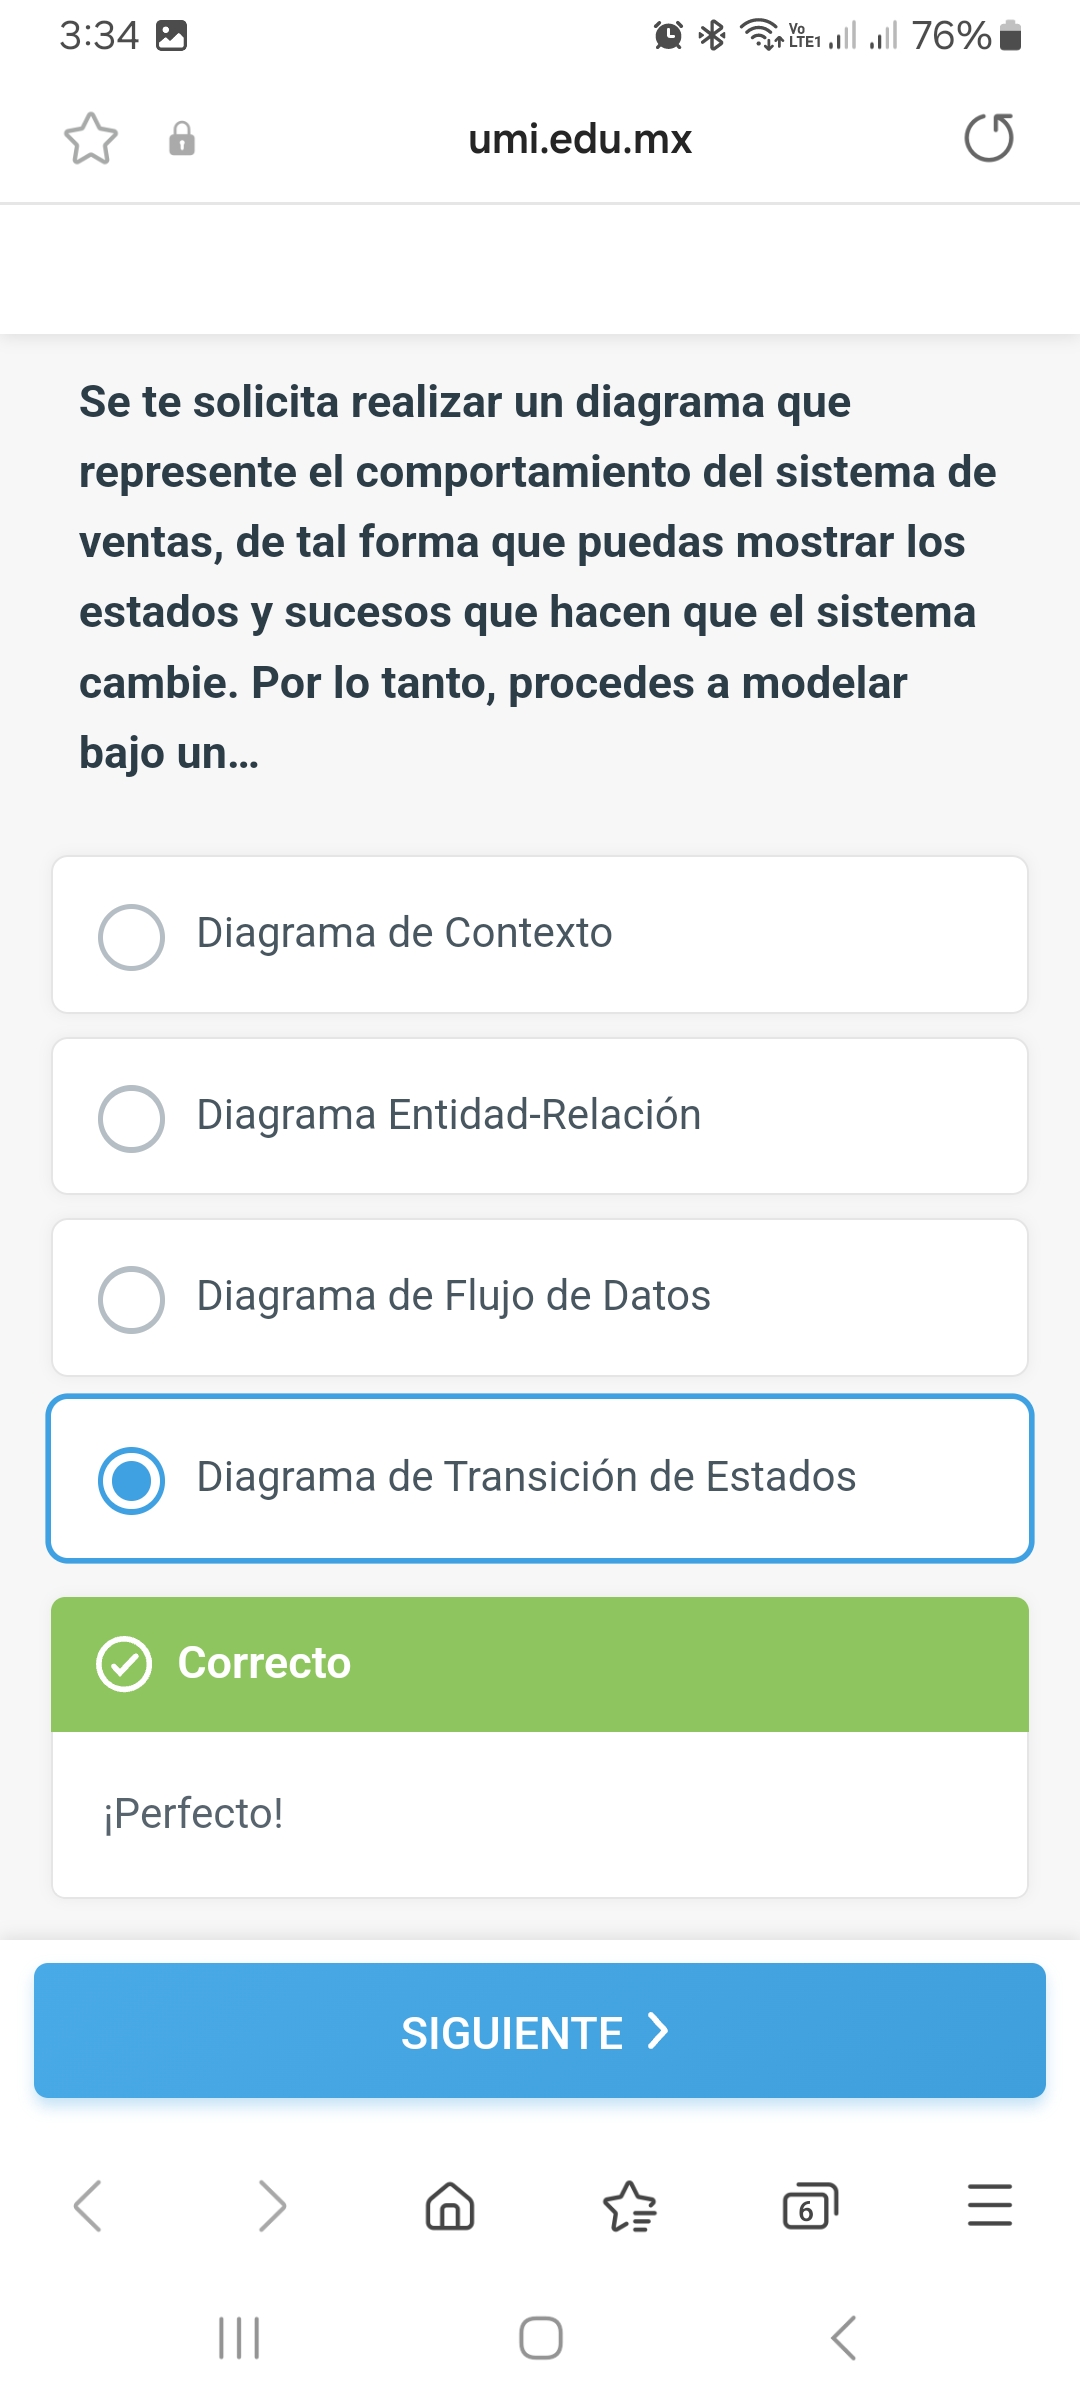 3:34
Vo LTE1
76%
umi.edu.mx
Se te solicita realizar un diagrama que
represente el comportamiento del sistema de
ventas, de tal forma que puedas mostrar los
estados y sucesos que hacen que el sistema
cambie. Por lo tanto, procedes a modelar
bajo un...
Diagrama de Contexto
Diagrama Entidad-Relación
Diagrama de Flujo de Datos
Diagrama de Transición de Estados
Correcto
¡Perfecto!
SIGUIENTE
6